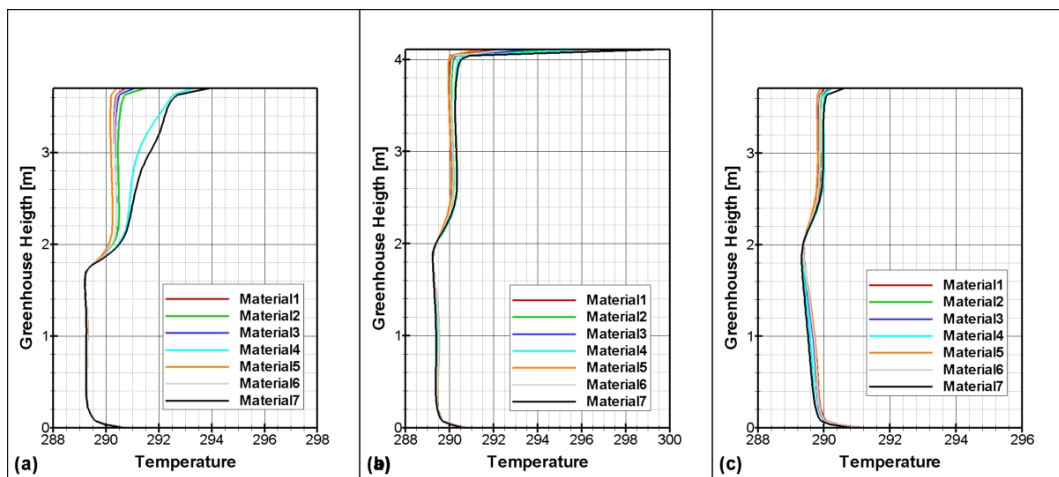 Greenhouse Heigth [m]
3
2
1
0
288 290 292 294 296 298
Temperature
Material1
Material2
Material3
Material4
Material5
Material6
Material7
(a)
Greenhouse Heigth [m]
4
3
2
1
0
288 290 292 294 296 298 300
Temperature
Material1
Material2
Material3
Material4
Material5
Material6
Material7
Greenhouse Heigth [m]
3
2
1
0
288 290 292 294 296
Temperature
Material1
Material2
Material3
Material4
Material5
Material6
Material7
(c)